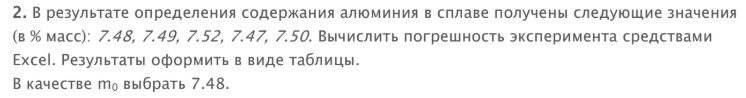 2. В результате определения содержания алюминия в сплаве получены следующие значения
(в % масс): 7.48, 7.49, 7.52, 7.47, 7.50. Вычислить погрешность эксперимента средствами
Excel. Результаты оформить в виде таблицы.
В качестве m₀ выбрать 7.48.